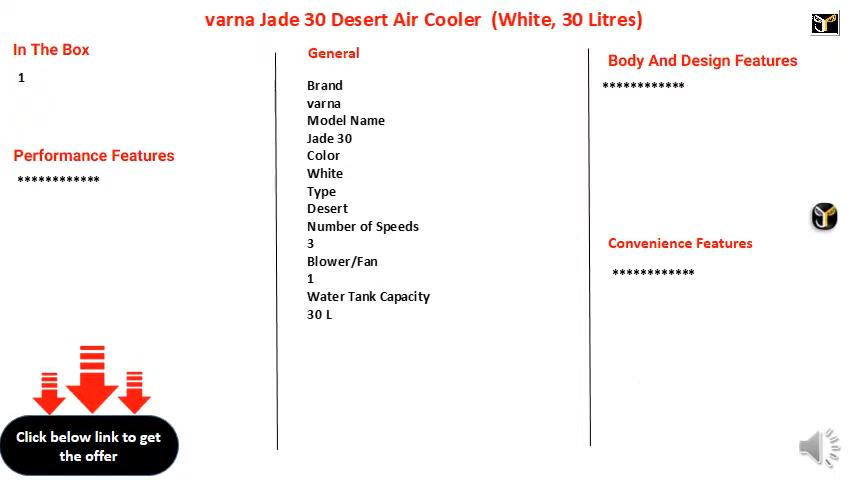 varna Jade 30 Desert Air Cooler  (White, 30 Litres)
In The Box
1
Performance Features
************
Click below link to get
the offer
General
Brand
varna
Model Name
Jade 30
Color
White
Type
Desert
Number of Speeds
3
Blower/Fan
1
Water Tank Capacity
30 L
Body And Design Features
************
Convenience Features
************